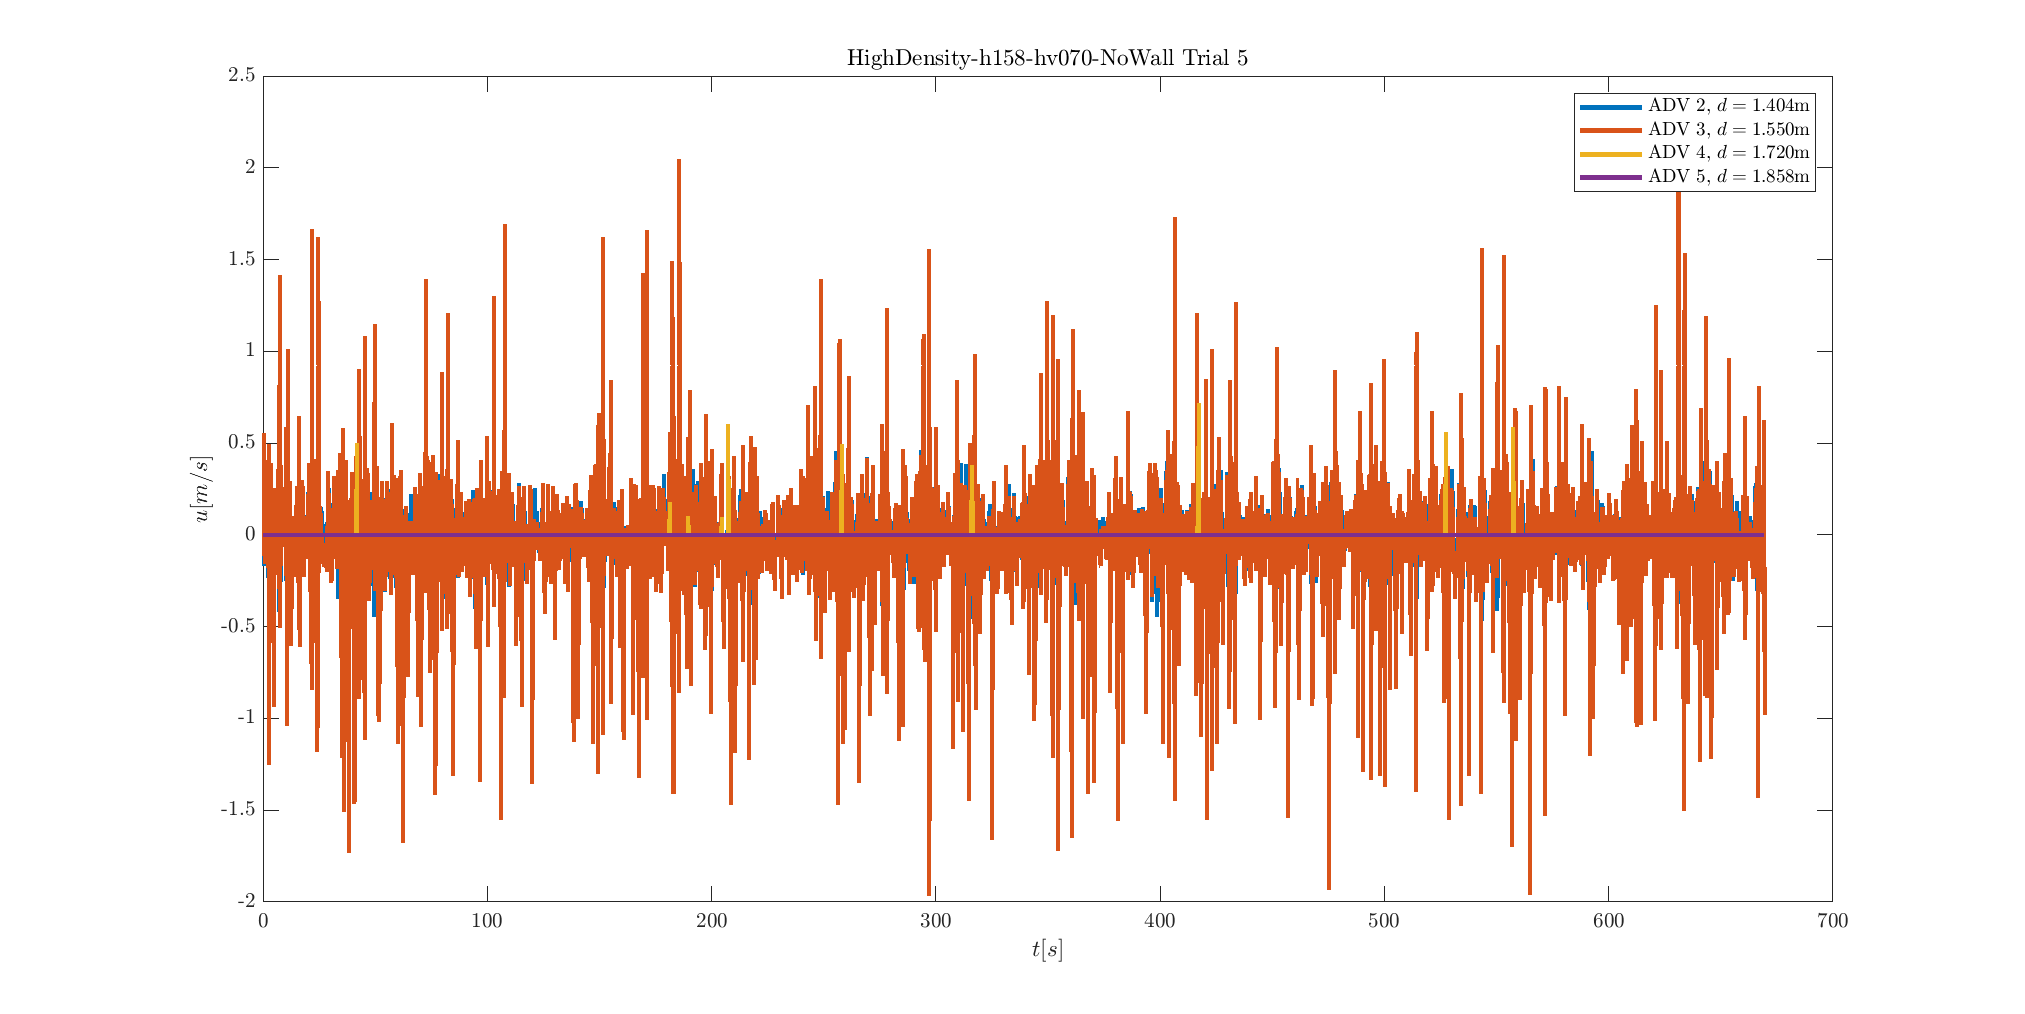 HighDensity-h158-hv070-NoWall Trial 5
2.5
2
1.5
1
0.5
0
-0.5
-1
-1.5
-2
u[m/s]
ADV 2, d = 1.404m
ADV 3, d = 1.550m
ADV 4, d = 1.720m
ADV 5, d = 1.858m
0 100 200 300 400 500 600 700
t[s]